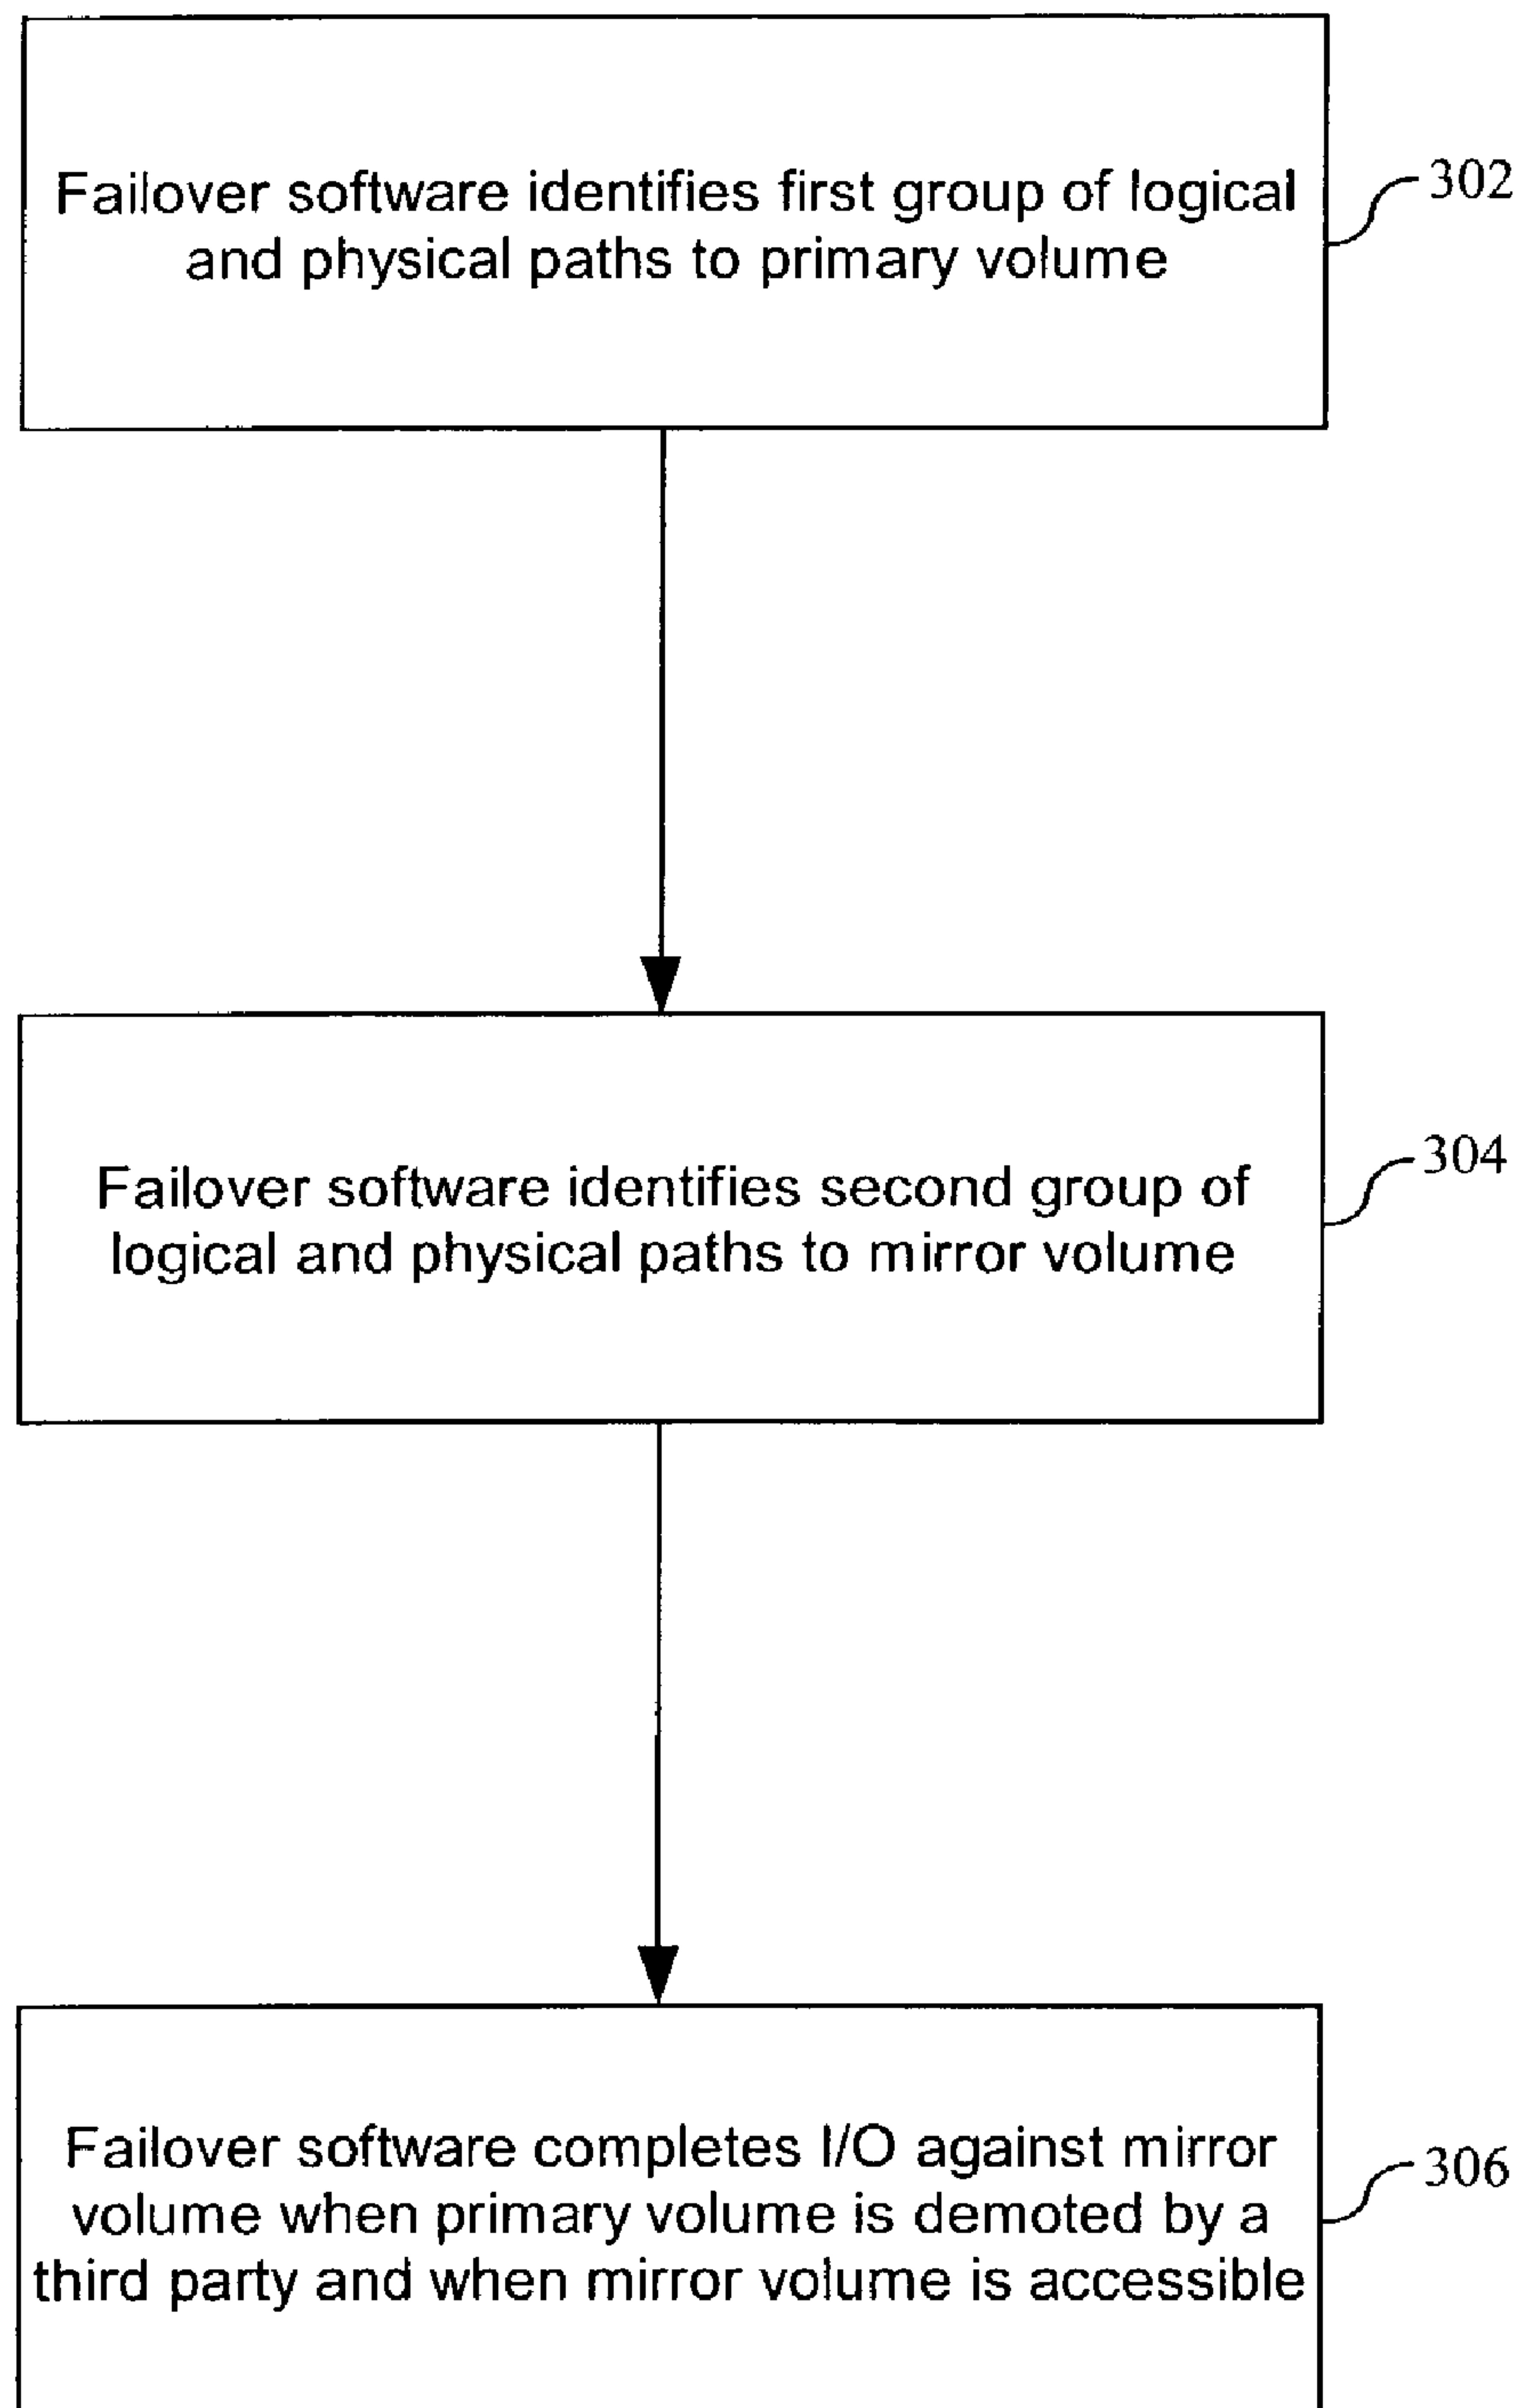 Failover software identifies first group of logical
and physical paths to primary volume
302
Failover software identifies second group of
logical and physical paths to mirror volume
304
Failover software completes I/O against mirror
volume when primary volume is demoted by a
third party and when mirror volume is accessible
306